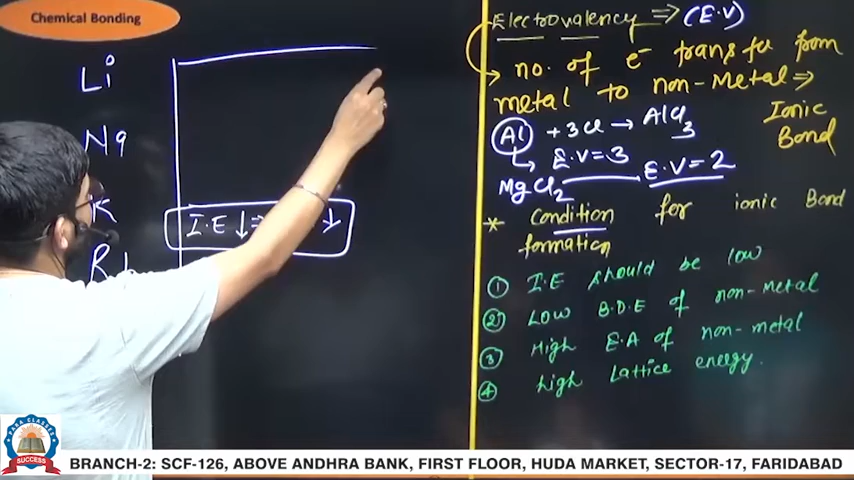 Chemical Bonding
Li
Na
K
Rb
I.E ↓ ⇒ ↓
Electrovalency ⇒ (E.V)
no. of e⁻ transfer from
metal to non-Metal ⇒
Ionic
Bond
Al + 3Cl → AlCl₃
E.V = 3
MgCl₂ E.V = 2
* Condition for ionic Bond
formation
① I.E should be low
② Low B.D.E of non-metal
③ High E.A of non-metal
④ high Lattice energy.
CLASSES
SUCCESS
BRANCH-2: SCF-126, ABOVE ANDHRA BANK, FIRST FLOOR, HUDA MARKET, SECTOR-17, FARIDABAD